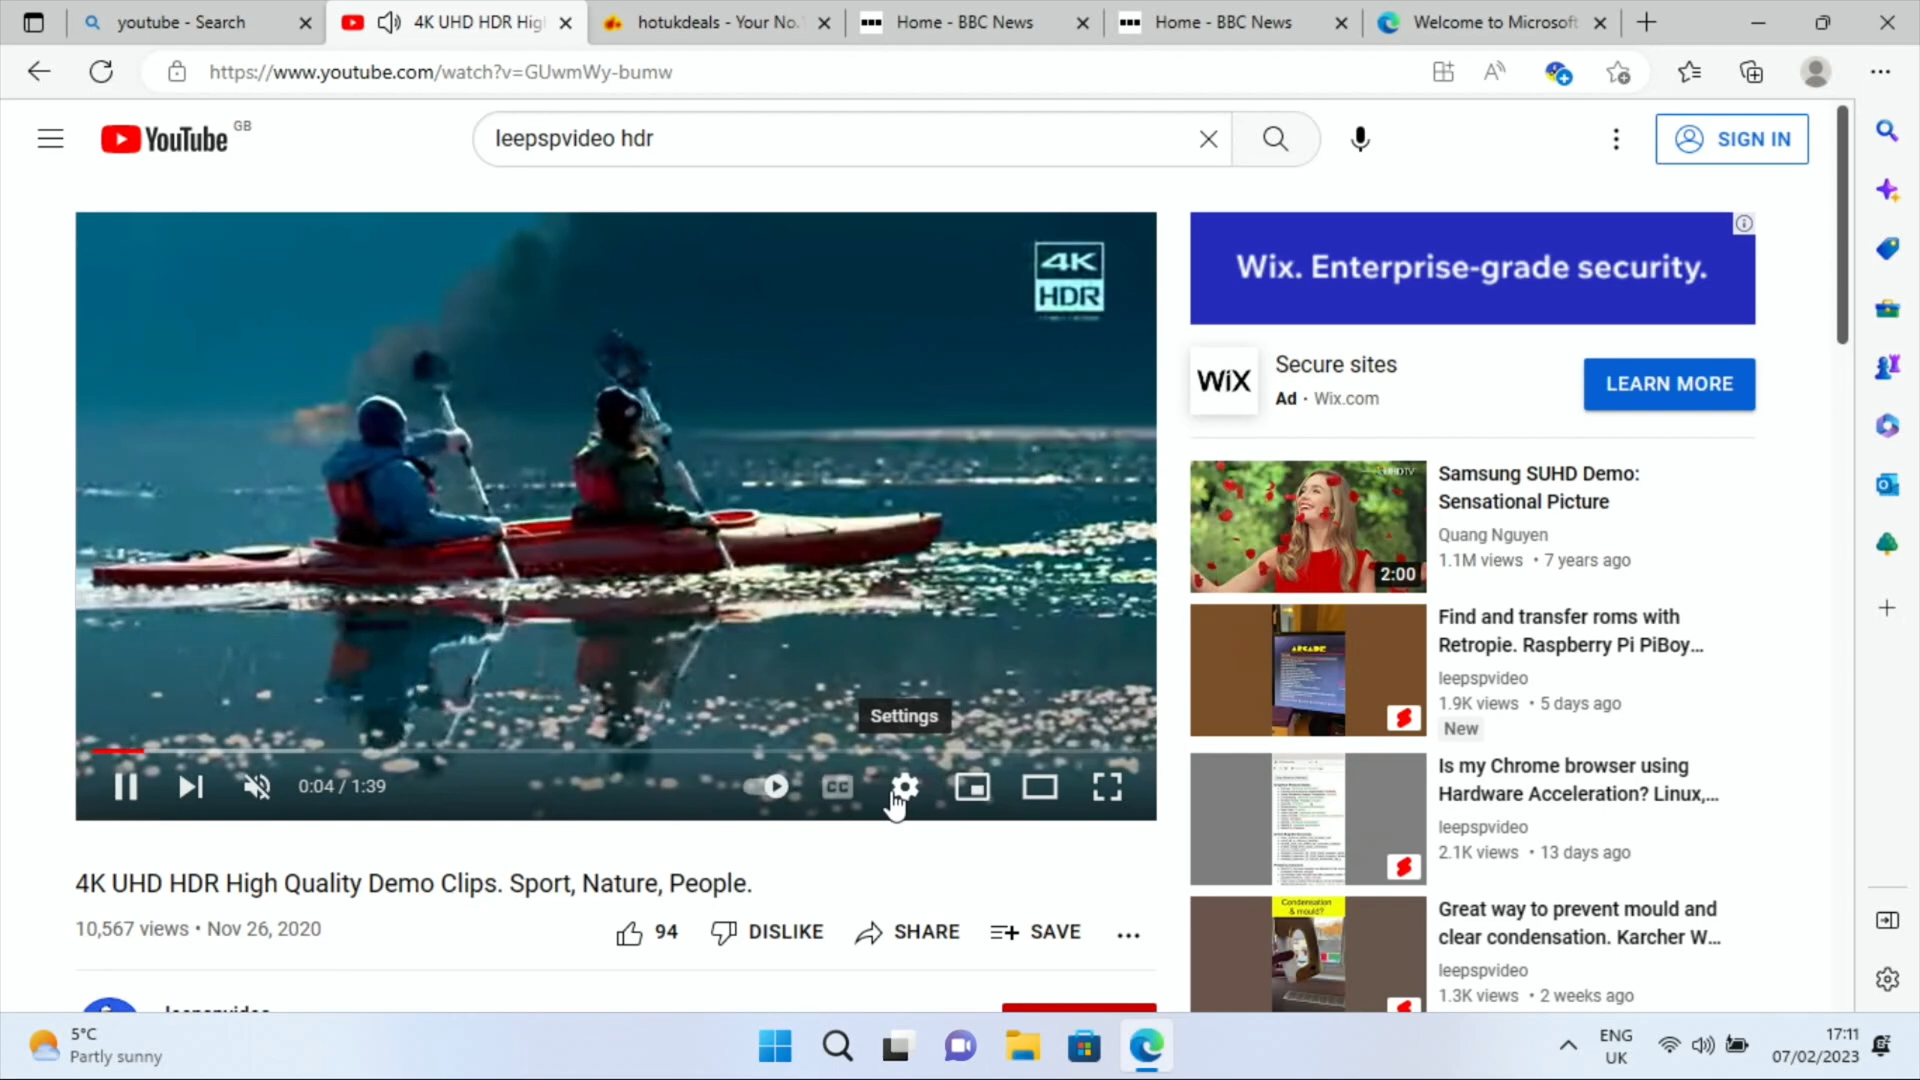 youtube - Search
4K UHD HDR Hig
hotukdeals - Your No.
Home - BBC News
Home - BBC News
Welcome to Microsoft
https://www.youtube.com/watch?v=GUwmWy-bumw
YouTube GB
leepspvideo hdr
SIGN IN
4K
HDR
Settings
CC
0:04 / 1:39
4K UHD HDR High Quality Demo Clips. Sport, Nature, People.
10,567 views • Nov 26, 2020
94
DISLIKE
SHARE
SAVE
Wix. Enterprise-grade security.
WiX
Secure sites
Ad · Wix.com
LEARN MORE
2:00
Samsung SUHD Demo:
Sensational Picture
Quang Nguyen
1.1M views • 7 years ago
ARCADE
Find and transfer roms with
Retropie. Raspberry Pi PiBoy...
leepspvideo
1.9K views • 5 days ago
New
Is my Chrome browser using
Hardware Acceleration? Linux,...
leepspvideo
2.1K views • 13 days ago
Condensation
& mould?
Great way to prevent mould and
clear condensation. Karcher W...
leepspvideo
1.3K views • 2 weeks ago
5°C
Partly sunny
ENG
UK
17:11
07/02/2023